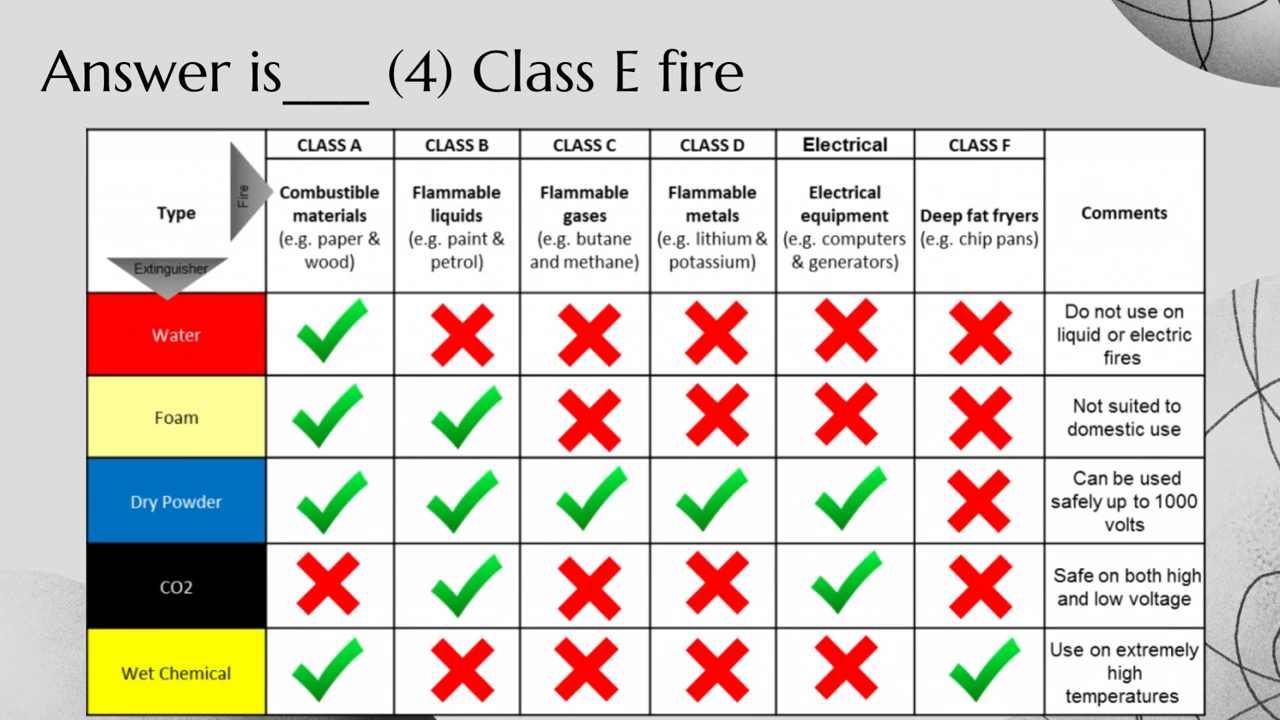 Answer is___ (4) Class E fire
CLASS A
CLASS B
CLASS C
CLASS D
Electrical
CLASS F
Type
Fire
Extinguisher
Combustible
materials
(e.g. paper &
wood)
Flammable
liquids
(e.g. paint &
petrol)
Flammable
gases
(e.g. butane
and methane)
Flammable
metals
(e.g. lithium &
potassium)
Electrical
equipment
(e.g. computers
& generators)
Deep fat fryers
(e.g. chip pans)
Comments
Water
Do not use on
liquid or electric
fires
Foam
Not suited to
domestic use
Dry Powder
Can be used
safely up to 1000
volts
CO2
Safe on both high
and low voltage
Wet Chemical
Use on extremely
high
temperatures